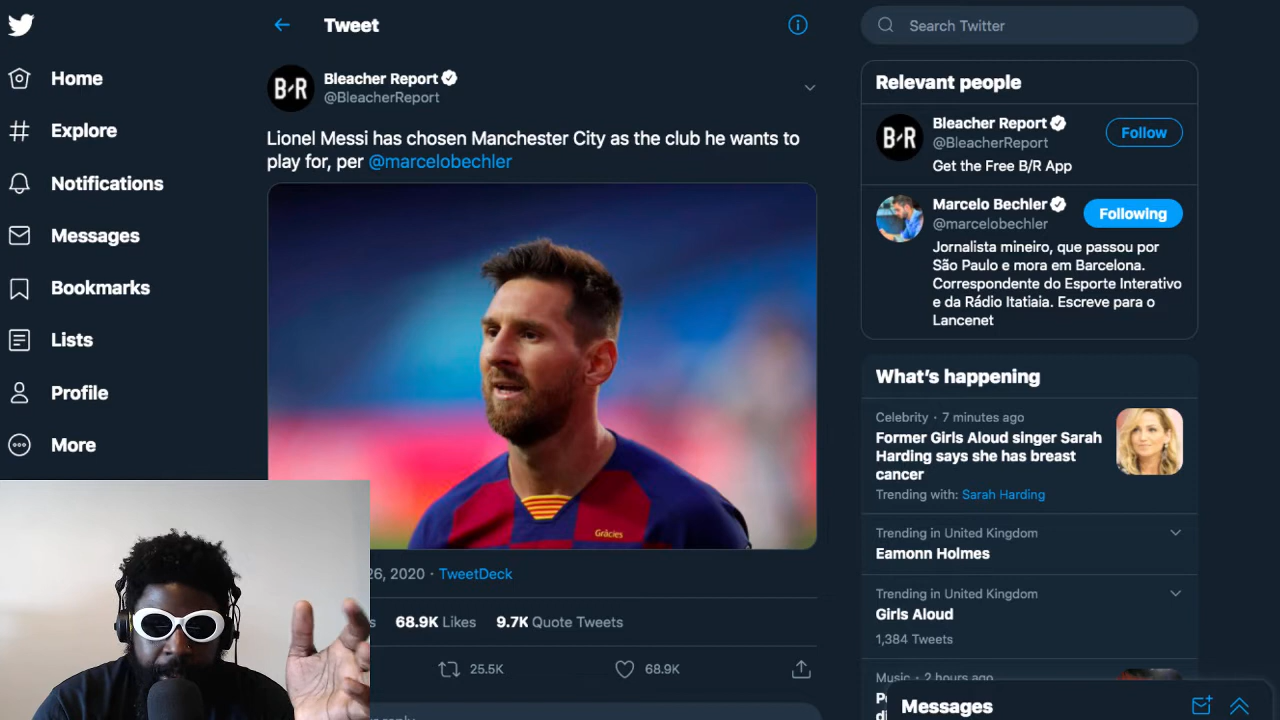 Home
Explore
Notifications
Messages
Bookmarks
Lists
Profile
More
Tweet
Bleacher Report
@BleacherReport
Lionel Messi has chosen Manchester City as the club he wants to
play for, per @marcelobechler
B/R
Gràcies
26, 2020 · TweetDeck
68.9K Likes 9.7K Quote Tweets
25.5K 68.9K
Search Twitter
Relevant people
B/R
Bleacher Report
@BleacherReport
Follow
Get the Free B/R App
Marcelo Bechler
@marcelobechler
Following
Jornalista mineiro, que passou por
São Paulo e mora em Barcelona.
Correspondente do Esporte Interativo
e da Rádio Itatiaia. Escreve para o
Lancenet
What's happening
Celebrity · 7 minutes ago
Former Girls Aloud singer Sarah
Harding says she has breast
cancer
Trending with: Sarah Harding
Trending in United Kingdom
Eamonn Holmes
Trending in United Kingdom
Girls Aloud
1,384 Tweets
Music · 2 hours ago
Messages